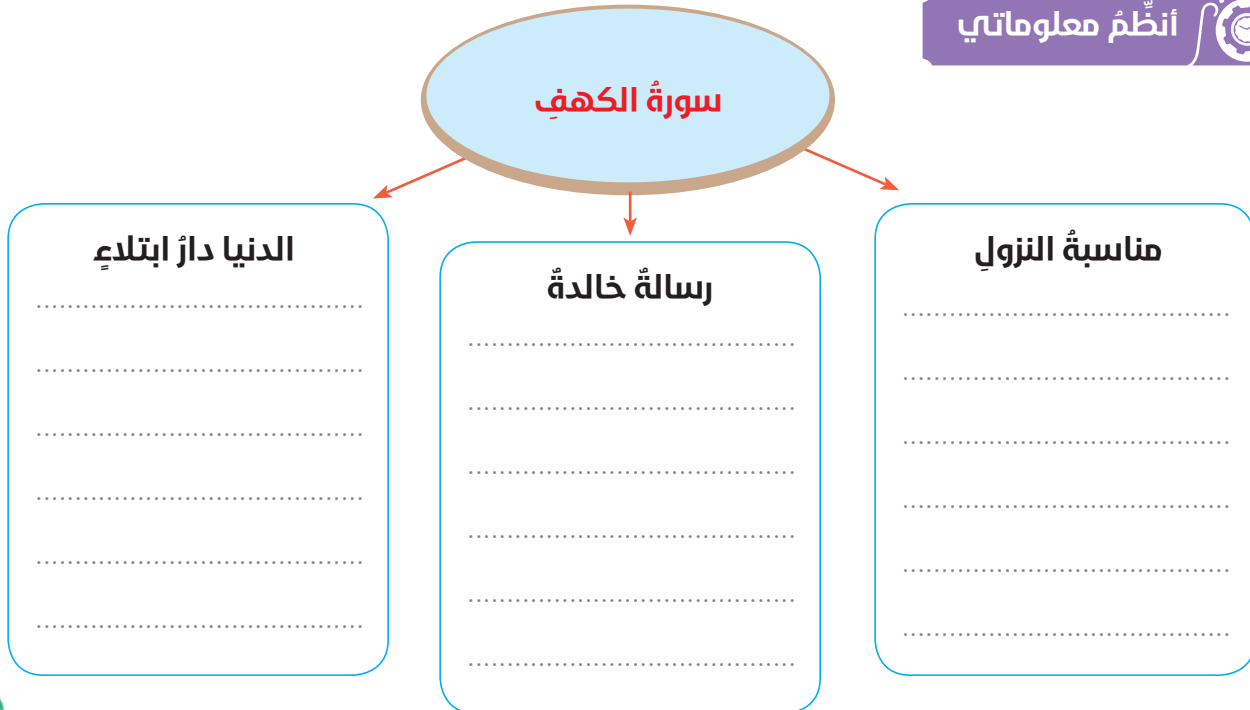 أنظِّمُ معلوماتي
سورةُ الكهفِ
مناسبةُ النزولِ
رسالةٌ خالدةٌ
الدنيا دارُ ابتلاءٍ